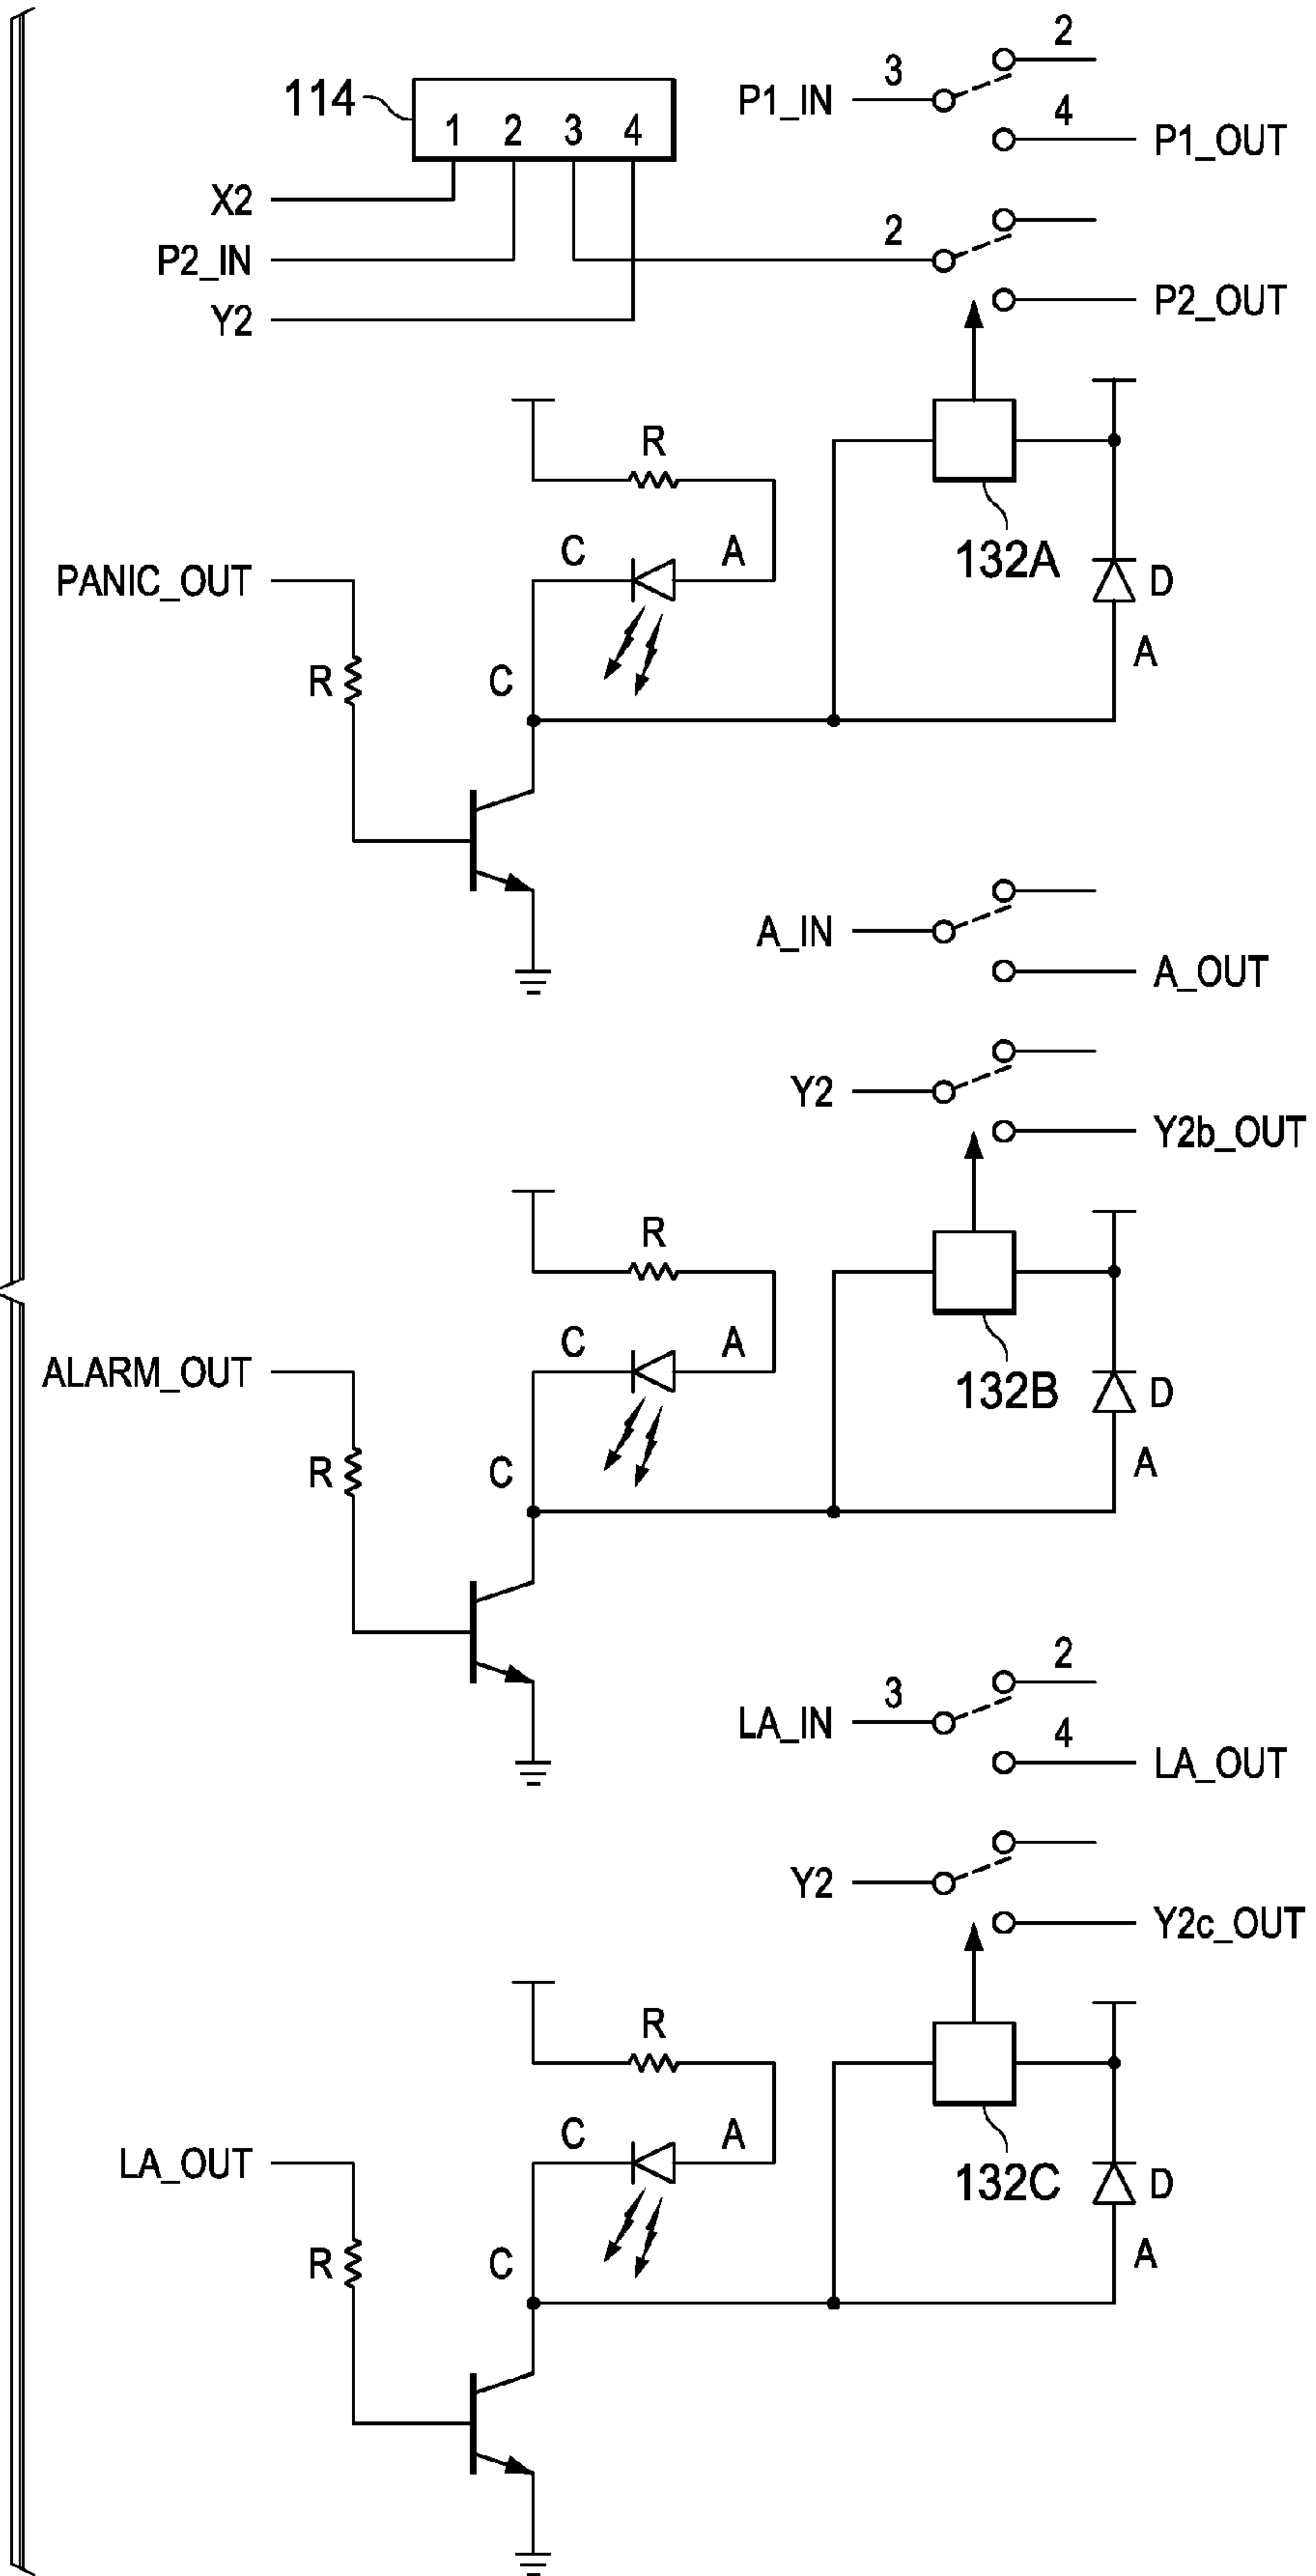 2
3
P1_IN
4
P1_OUT
114
1 2 3 4
X2
P2_IN
Y2
2
P2_OUT
R
C
A
132A
D
PANIC_OUT
R
C
A
A_IN
A_OUT
Y2
Y2b_OUT
R
C
A
132B
D
ALARM_OUT
R
C
A
2
3
LA_IN
4
LA_OUT
Y2
Y2c_OUT
R
C
A
132C
D
LA_OUT
R
C
A